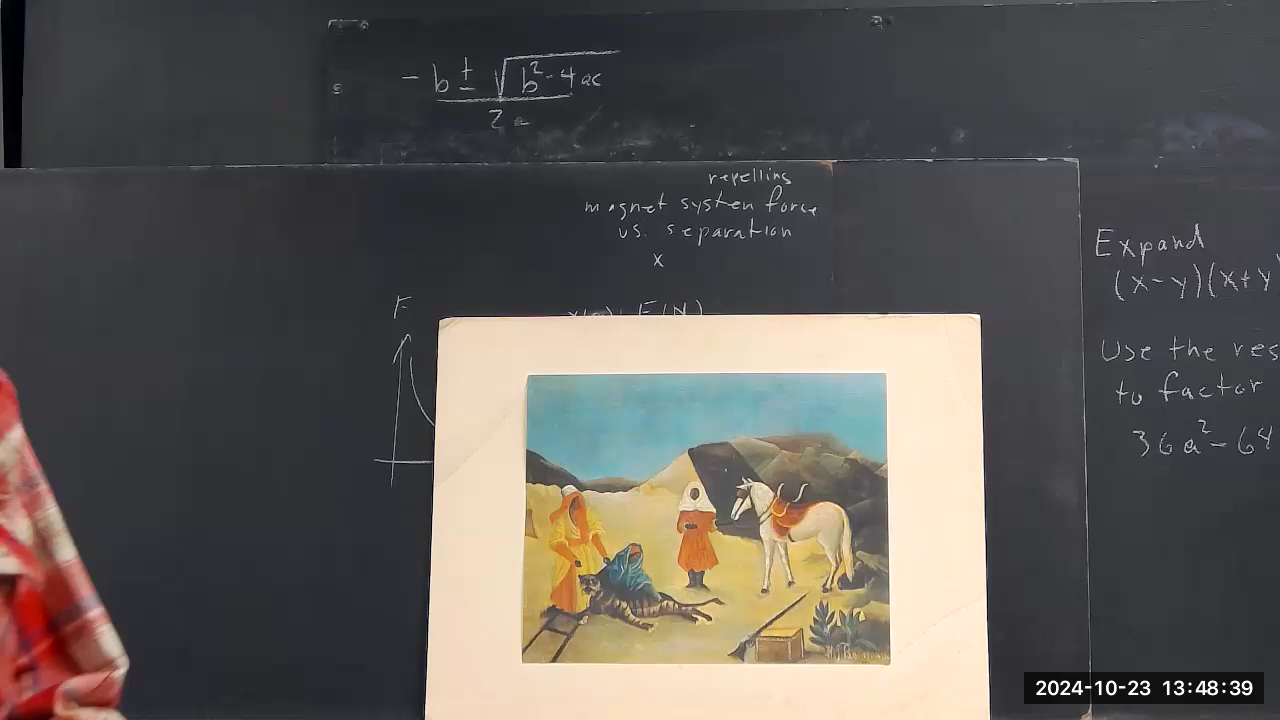 -b ± √b²-4ac
2a
repelling
magnet system force
vs. separation
x
F
F(N)
Expand
(x-y)(x+y
Use the res
to factor
36a²-64
2024-10-23 13:48:39